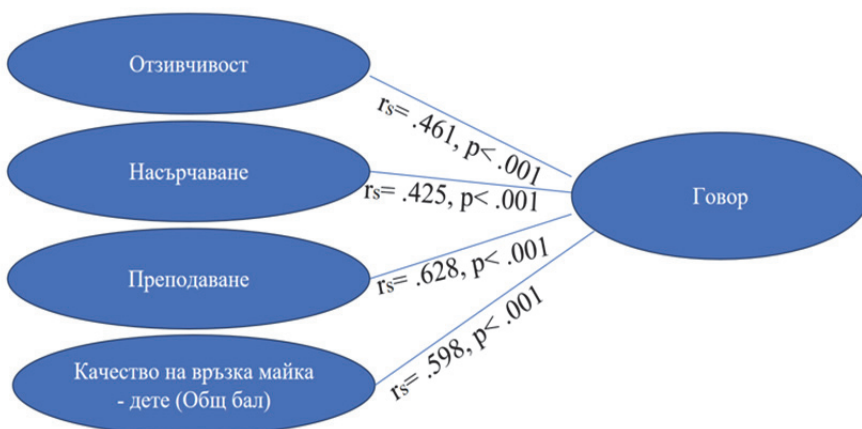 Отзивчивост
Насърчаване
Преподаване
Качество на връзка майка
- дете (Общ бал)
rs= .461, p< .001
rs= .425, p< .001
rs= .628, p< .001
rs= .598, p< .001
Говор